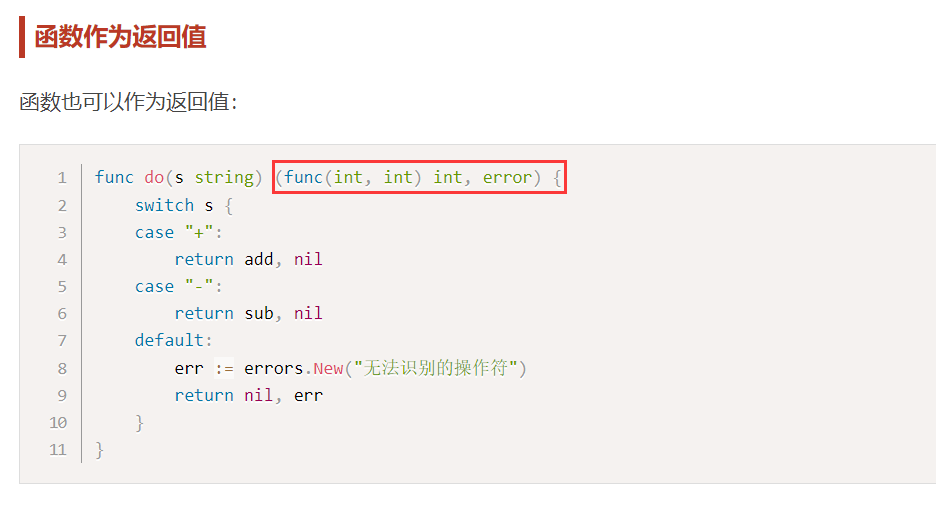 函数作为返回值
函数也可以作为返回值:
1 func do(s string) (func(int, int) int, error) {
2     switch s {
3     case "+":
4         return add, nil
5     case "-":
6         return sub, nil
7     default:
8         err := errors.New("无法识别的操作符")
9         return nil, err
10     }
11 }